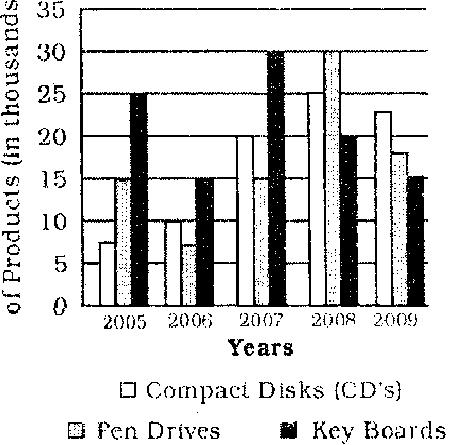 of Products (in thousands
35
30
25
20
15
10
5
0
2005 2006 2007 2008 2009
Years
Compact Disks (CD's)
Pen Drives Key Boards